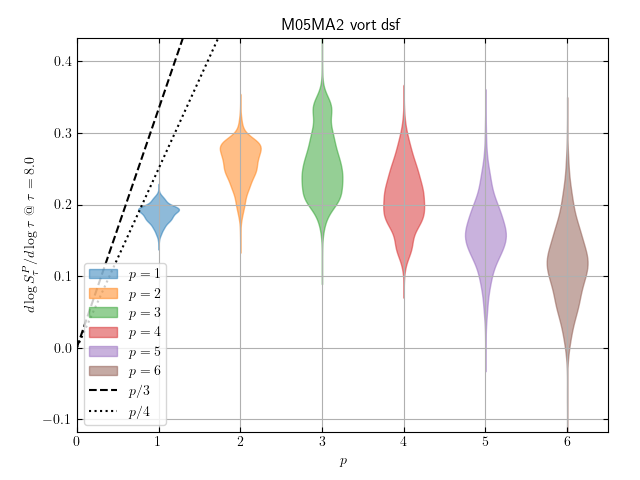 M05MA2 vort dsf
d log S_τ^P / d log τ @ τ = 8.0
0.4
0.3
0.2
0.1
0.0
−0.1
p = 1
p = 2
p = 3
p = 4
p = 5
p = 6
p/3
p/4
0 1 2 3 4 5 6
p